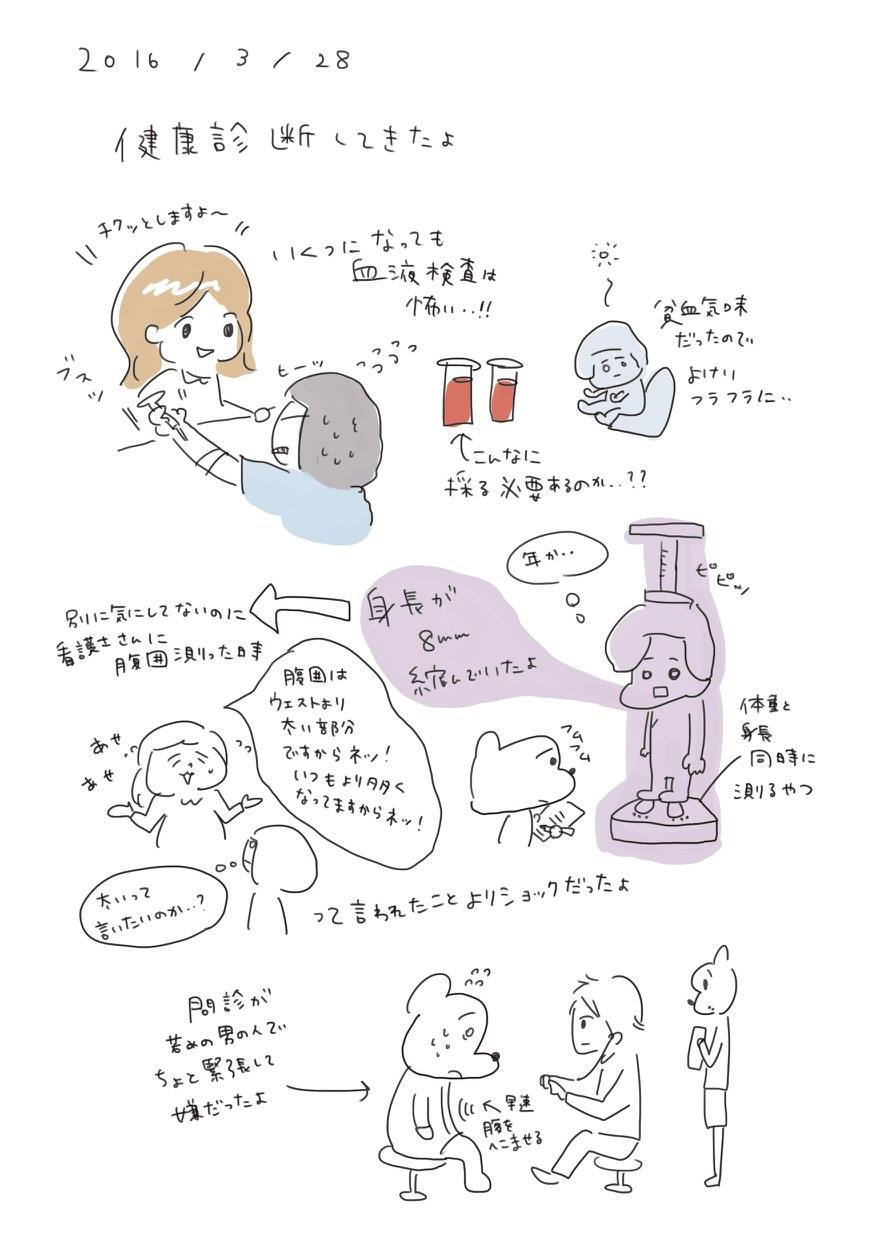 2016/3/28
健康診断してきたよ
チクッとしますよ〜
いくつになっても
血液検査は
怖い..!!
ブスッ
ヒーッ
貧血気味
だったので
よけい
フラフラに..
こんなに
採る必要あるのか..??
年か..
ピピッ
身長が
8mm
縮んでいたよ
別に気にしてないのに
看護士さんに
腹囲測った時
腹囲は
ウェストより
太い部分
ですからネッ!
いつもより多く
なってますからネッ!
あせ
あせ
フムフム
体重と
身長
同時に
測るやつ
太いって
言いたいのか..?
って言われたことよりショックだったよ
問診が
若めの男の人で
ちょと緊張して
嫌だったよ
早速
腹を
へこませる